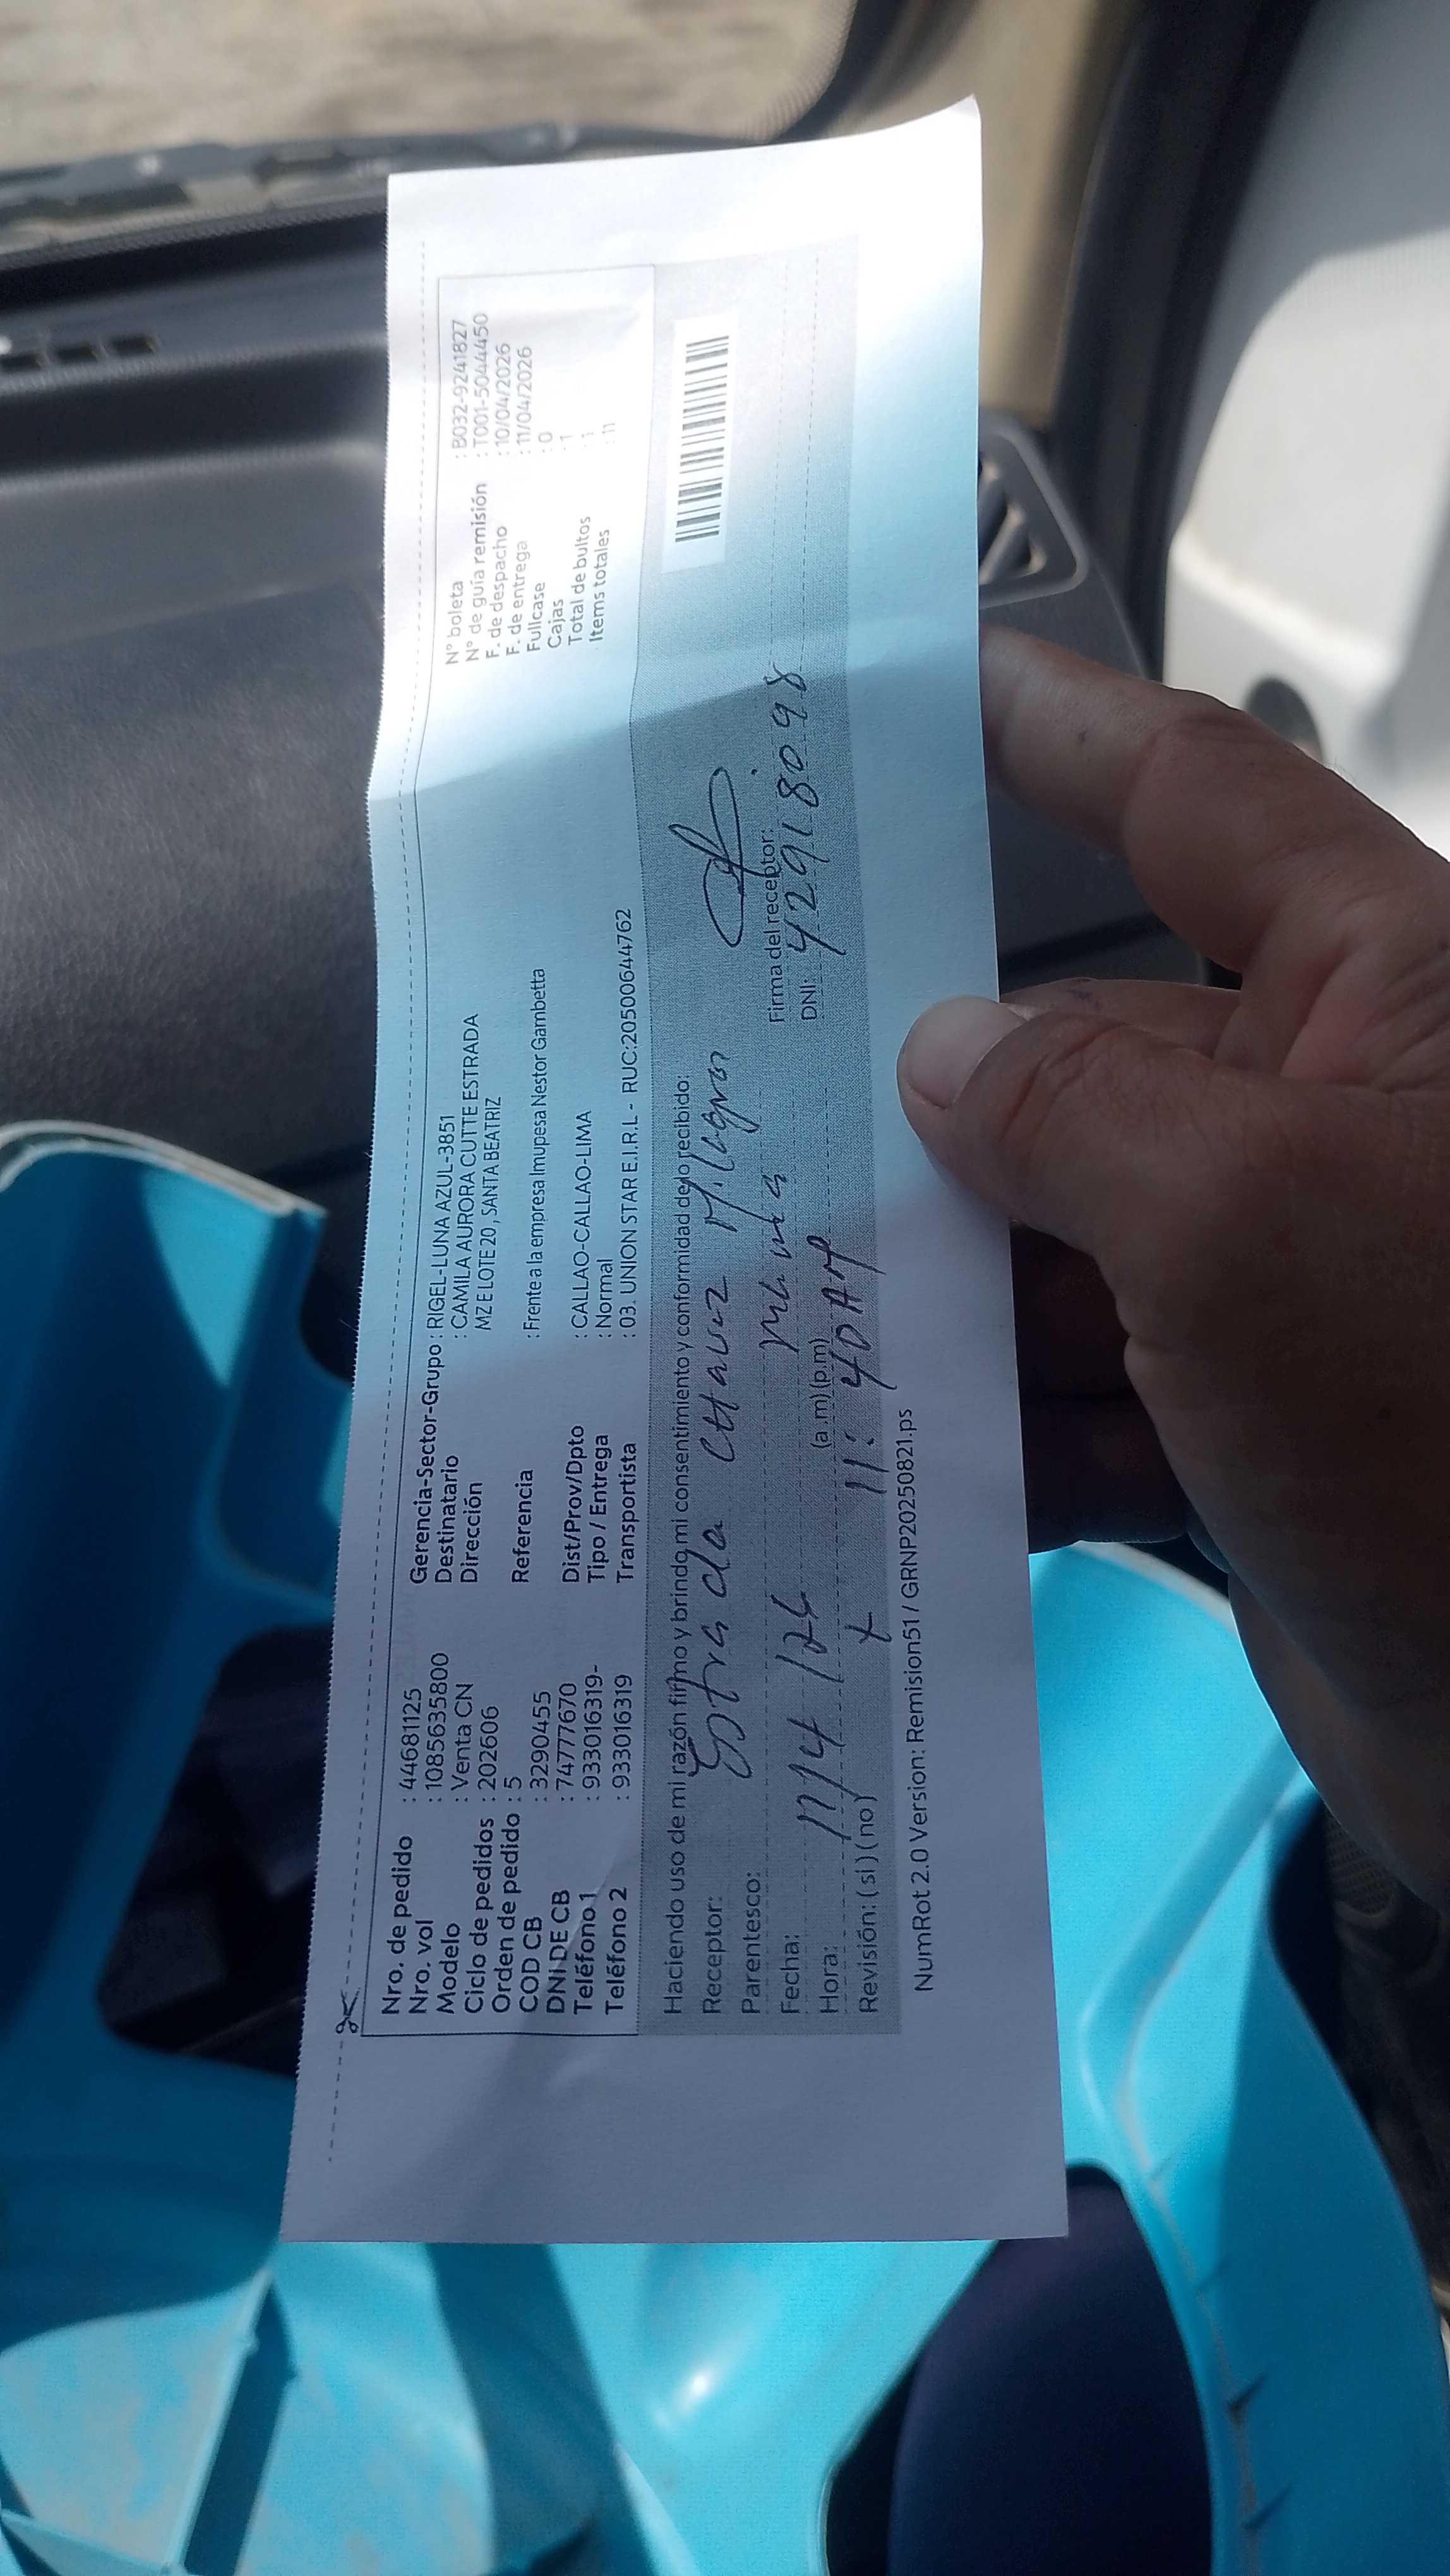 Nro. de pedido : 44681125
Nro. vol : 1085635800
Modelo : Venta CN
Ciclo de pedidos : 202606
Orden de pedido : 5
COD CB : 3290455
DNI DE CB : 74777670
Teléfono 1 : 933016319-
Teléfono 2 : 933016319
Gerencia-Sector-Grupo : RIGEL-LUNA AZUL-3851
Destinatario : CAMILA AURORA CUTTE ESTRADA
Dirección MZ E LOTE 20 , SANTA BEATRIZ
Referencia : Frente a la empresa Imupesa Nestor Gambetta
Dist/Prov/Dpto : CALLAO-CALLAO-LIMA
Tipo / Entrega : Normal
Transportista : 03. UNION STAR E.I.R.L - RUC:20500644762
N° boleta : B032-9241827
N° de guía remisión : T001-5044450
F. de despacho : 10/04/2026
F. de entrega : 11/04/2026
Fullcase : 0
Cajas : 1
Total de bultos : 1
Items totales : 11
Haciendo uso de mi razón firmo y brindo mi consentimiento y conformidad de lo recibido:
Receptor: Estrada CHavez Milagros
Parentesco: Mamá
Fecha: 11/4/26
Hora: (a.m) (p.m) 11:40 AM
Revisión: ( si ) ( no ) x
Firma del receptor:
DNI: 42918098
NumRot 2.0 Version: Remision51 / GRNP20250821.ps